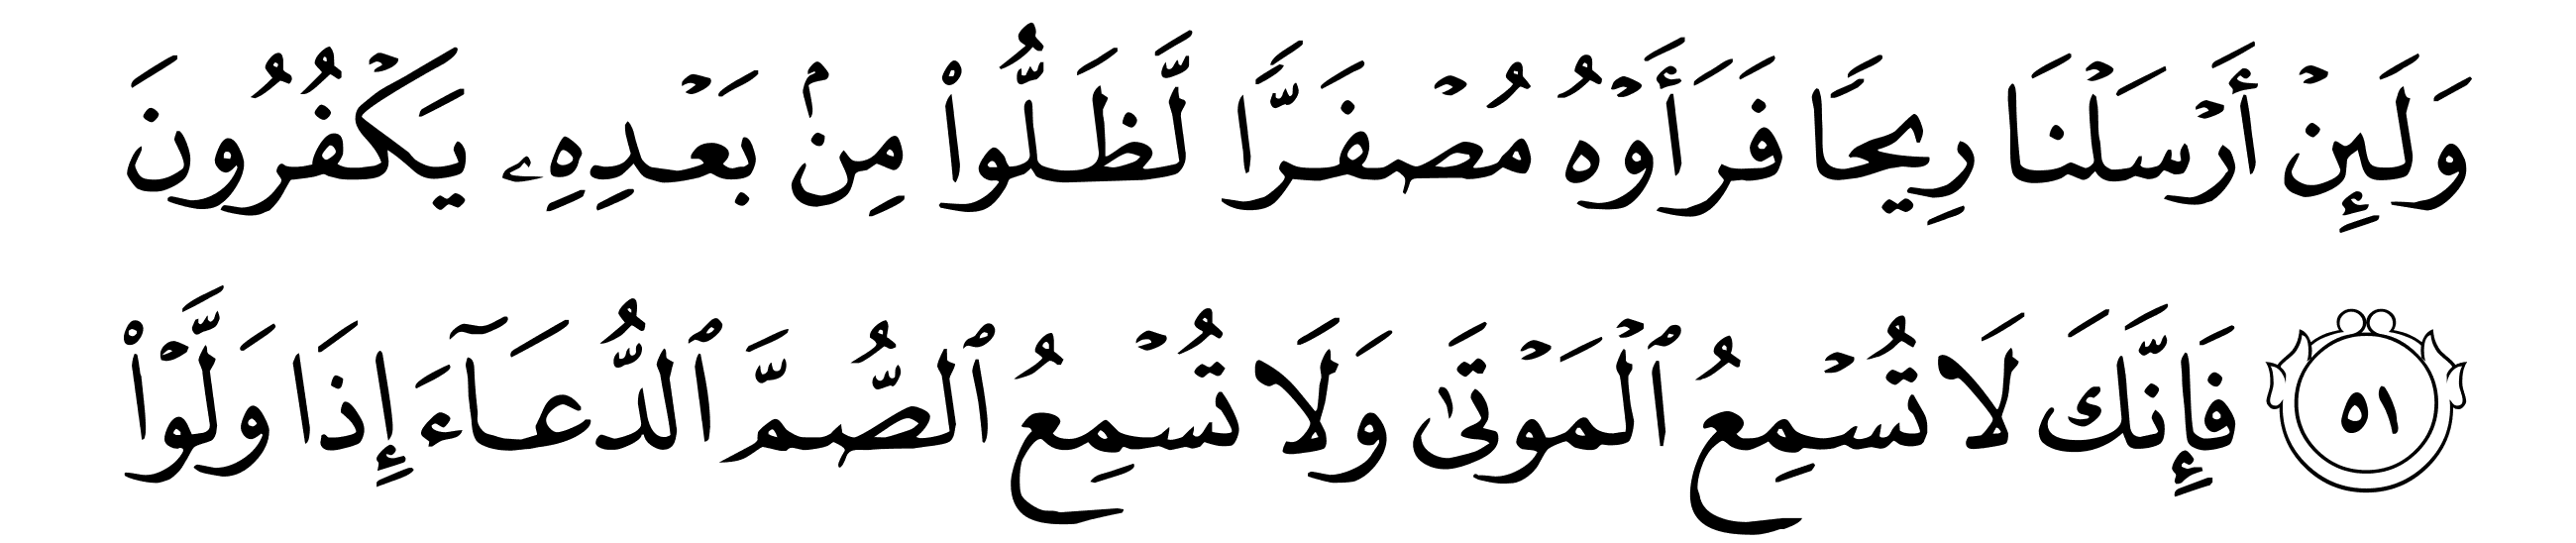 وَلَئِنۡ أَرۡسَلۡنَا رِيحٗا فَرَأَوۡهُ مُصۡفَرّٗا لَّظَلُّواْ مِنۢ بَعۡدِهِۦ يَكۡفُرُونَ
٥١ فَإِنَّكَ لَا تُسۡمِعُ ٱلۡمَوۡتَىٰ وَلَا تُسۡمِعُ ٱلصُّمَّ ٱلدُّعَآءَ إِذَا وَلَّوۡاْ